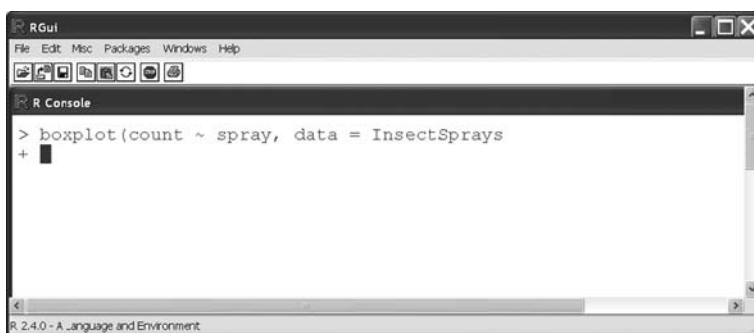 RGui
File Edit Misc Packages Windows Help
STOP
R Console
> boxplot(count ~ spray, data = InsectSprays
+
R 2.4.0 - A Language and Environment